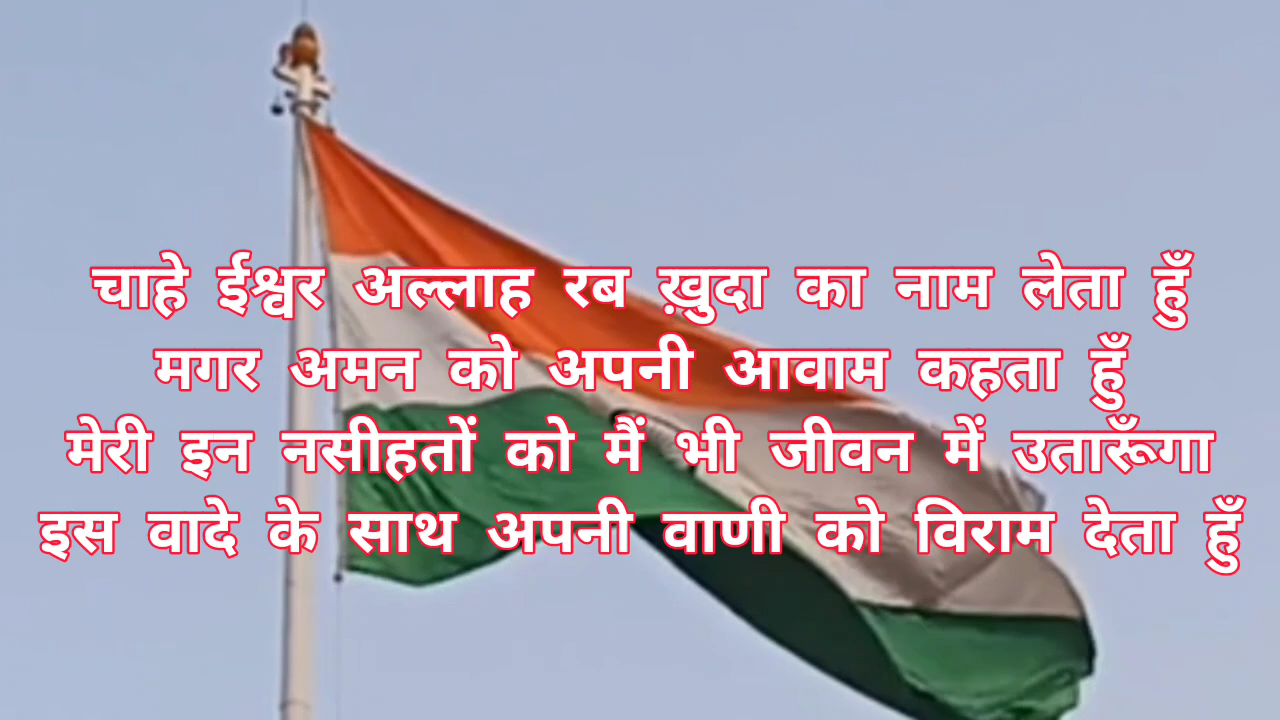 चाहे ईश्वर अल्लाह रब ख़ुदा का नाम लेता हुँ
मगर अमन को अपनी आवाम कहता हुँ
मेरी इन नसीहतों को मैं भी जीवन में उतारूँगा
इस वादे के साथ अपनी वाणी को विराम देता हुँ